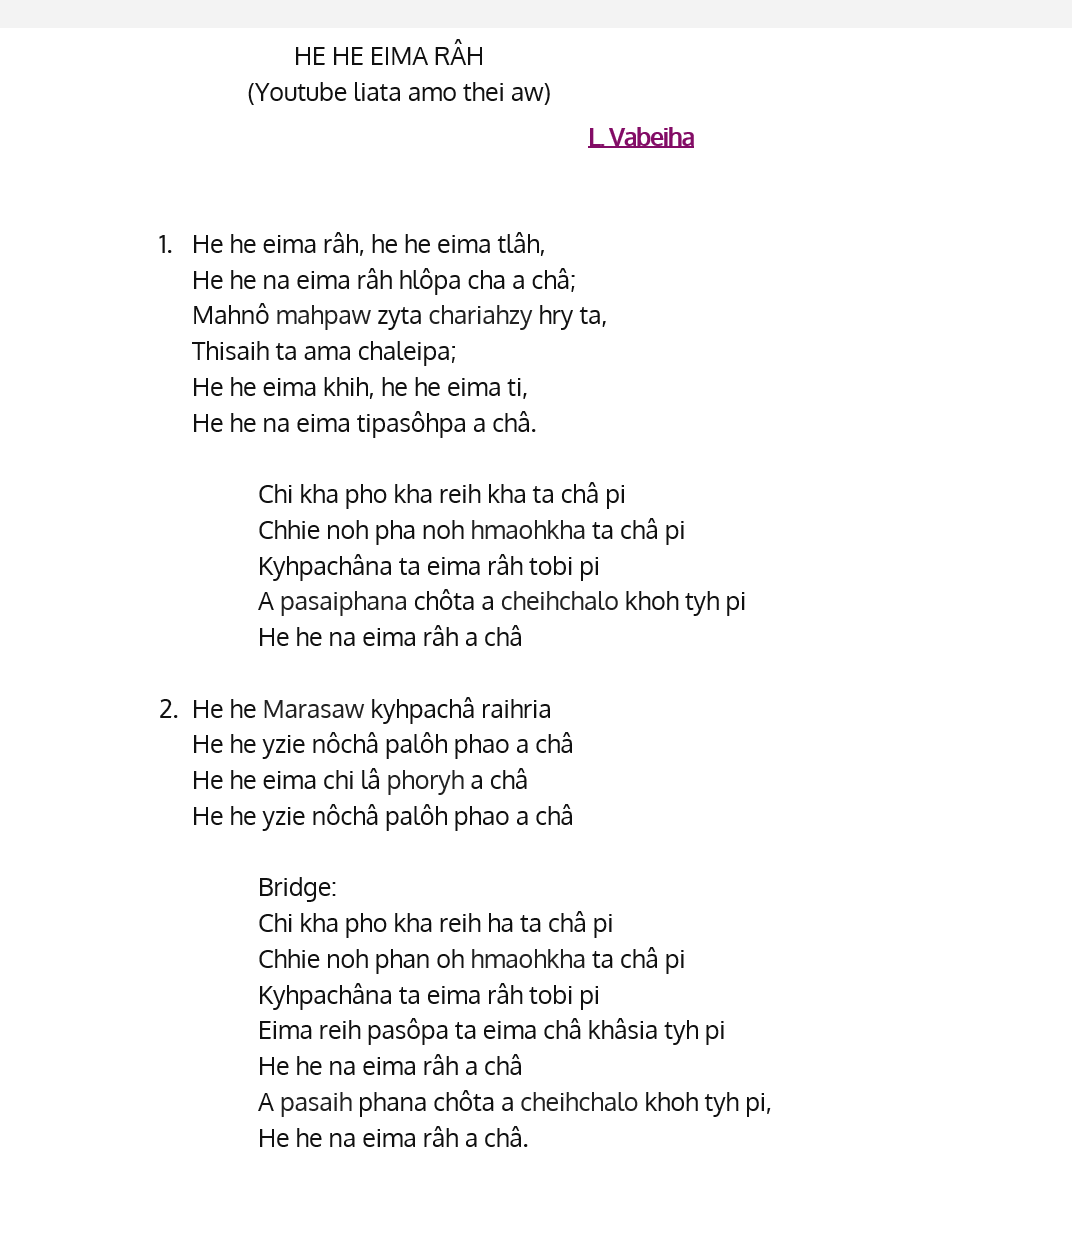 HE HE EIMA RÂH
(Youtube liata amo thei aw)
L. Vabeiha
1. He he eima râh, he he eima tlâh,
He he na eima râh hlôpa cha a châ;
Mahnô mahpaw zyta chariahzy hry ta,
Thisaih ta ama chaleipa;
He he eima khih, he he eima ti,
He he na eima tipasôhpa a châ.
Chi kha pho kha reih kha ta châ pi
Chhie noh pha noh hmaohkha ta châ pi
Kyhpachâna ta eima râh tobi pi
A pasaiphana chôta a cheihchalo khoh tyh pi
He he na eima râh a châ
2. He he Marasaw kyhpachâ raihria
He he yzie nôchâ palôh phao a châ
He he eima chi lâ phoryh a châ
He he yzie nôchâ palôh phao a châ
Bridge:
Chi kha pho kha reih ha ta châ pi
Chhie noh phan oh hmaohkha ta châ pi
Kyhpachâna ta eima râh tobi pi
Eima reih pasôpa ta eima châ khâsia tyh pi
He he na eima râh a châ
A pasaih phana chôta a cheihchalo khoh tyh pi,
He he na eima râh a châ.